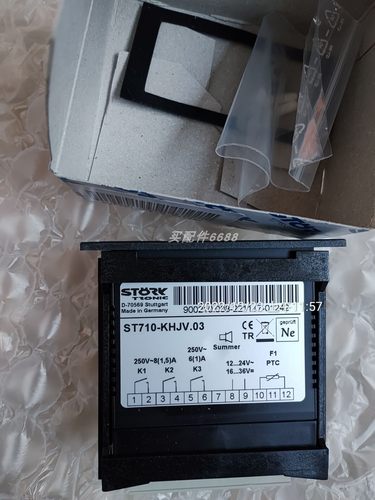 买配件6688
STÖRK
TRONIC
D-70569 Stuttgart
Made in Germany
ST710-KHJV.03
CE
TR
geprüft
Ne
250V~8(1,5)A
K1
K2
250V~
6(1)A
K3
Summer
12...24V~
16...36V=
F1
PTC
1 2 3 4 5 6 7 8 9 10 11 12